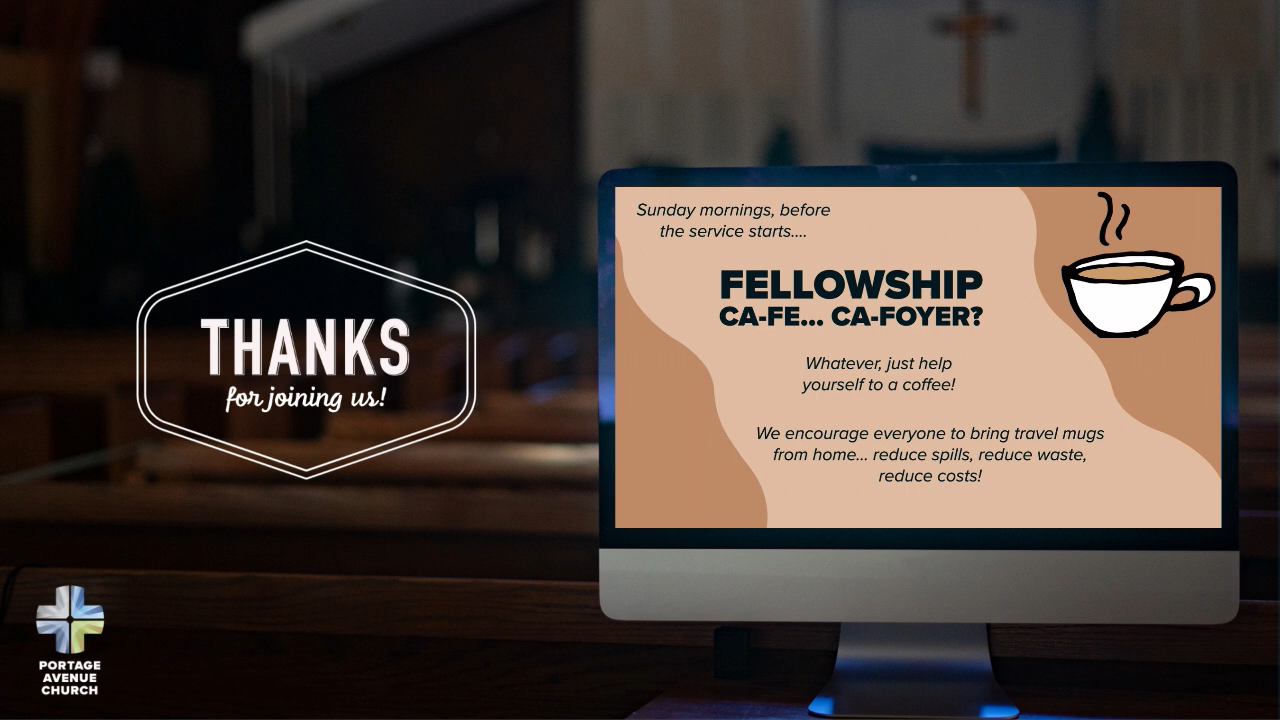 THANKS
for joining us!
Sunday mornings, before
the service starts....
FELLOWSHIP
CA-FE... CA-FOYER?
Whatever, just help
yourself to a coffee!
We encourage everyone to bring travel mugs
from home... reduce spills, reduce waste,
reduce costs!
PORTAGE
AVENUE
CHURCH